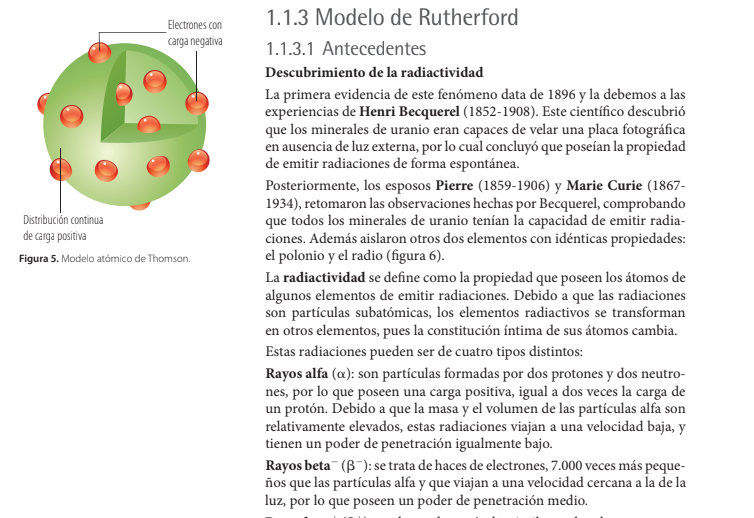 Electrones con
carga negativa
Distribución continua
de carga positiva
Figura 5. Modelo atómico de Thomson.
1.1.3 Modelo de Rutherford
1.1.3.1 Antecedentes
Descubrimiento de la radiactividad
La primera evidencia de este fenómeno data de 1896 y la debemos a las
experiencias de Henri Becquerel (1852-1908). Este científico descubrió
que los minerales de uranio eran capaces de velar una placa fotográfica
en ausencia de luz externa, por lo cual concluyó que poseían la propiedad
de emitir radiaciones de forma espontánea.
Posteriormente, los esposos Pierre (1859-1906) y Marie Curie (1867-
1934), retomaron las observaciones hechas por Becquerel, comprobando
que todos los minerales de uranio tenían la capacidad de emitir radia-
ciones. Además aislaron otros dos elementos con idénticas propiedades:
el polonio y el radio (figura 6).
La radiactividad se define como la propiedad que poseen los átomos de
algunos elementos de emitir radiaciones. Debido a que las radiaciones
son partículas subatómicas, los elementos radiactivos se transforman
en otros elementos, pues la constitución íntima de sus átomos cambia.
Estas radiaciones pueden ser de cuatro tipos distintos:
Rayos alfa (α): son partículas formadas por dos protones y dos neutro-
nes, por lo que poseen una carga positiva, igual a dos veces la carga de
un protón. Debido a que la masa y el volumen de las partículas alfa son
relativamente elevados, estas radiaciones viajan a una velocidad baja, y
tienen un poder de penetración igualmente bajo.
Rayos beta⁻ (β⁻): se trata de haces de electrones, 7.000 veces más peque-
ños que las partículas alfa y que viajan a una velocidad cercana a la de la
luz, por lo que poseen un poder de penetración medio.